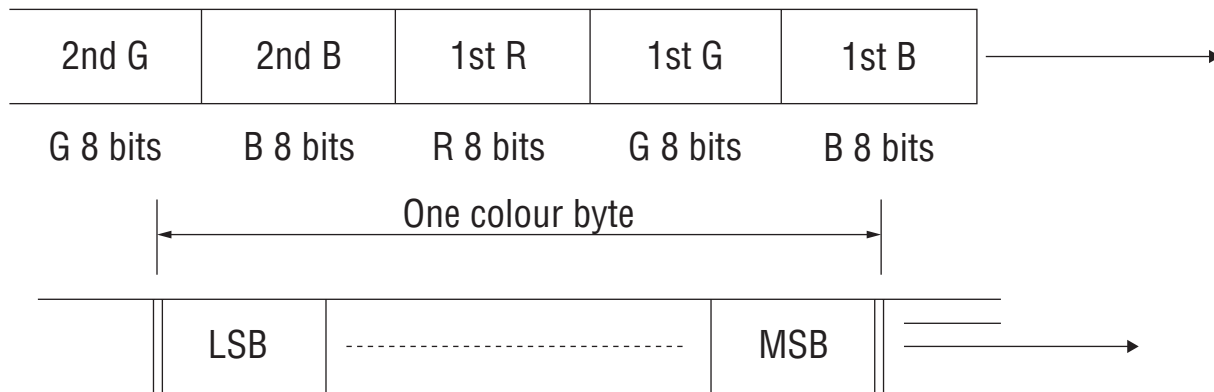 2nd G 2nd B 1st R 1st G 1st B
G 8 bits B 8 bits R 8 bits G 8 bits B 8 bits
One colour byte
LSB MSB